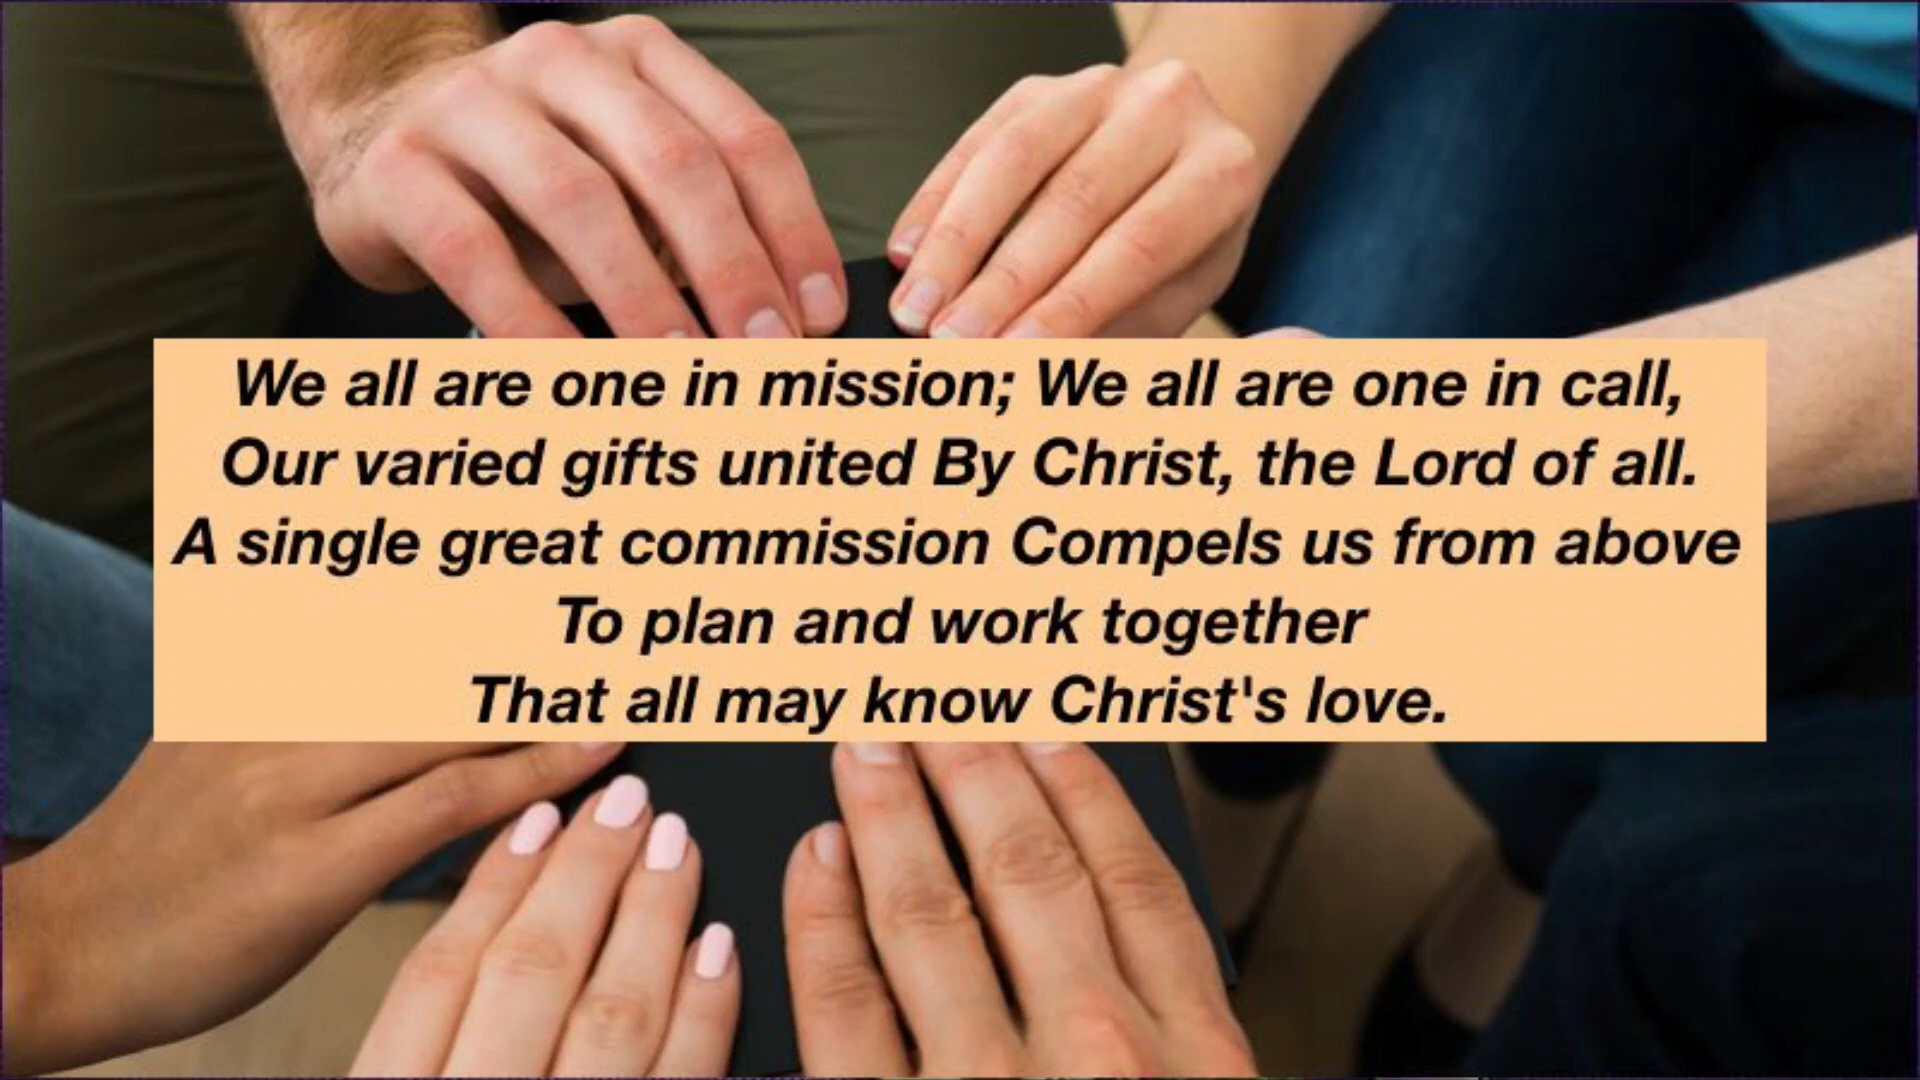 We all are one in mission; We all are one in call,
Our varied gifts united By Christ, the Lord of all.
A single great commission Compels us from above
To plan and work together
That all may know Christ's love.